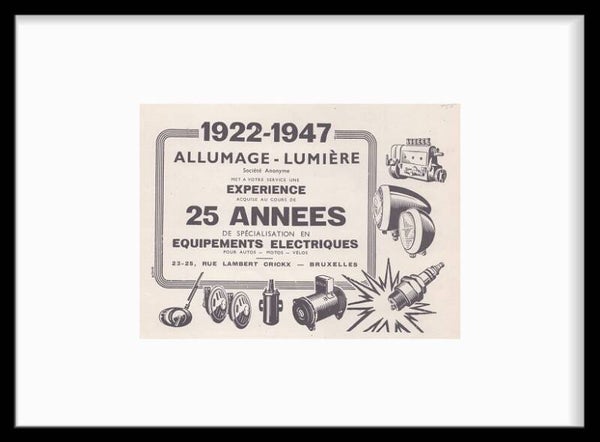 1922-1947
ALLUMAGE-LUMIÈRE
Société Anonyme
MET A VOTRE SERVICE UNE
EXPERIENCE
ACQUISE AU COURS DE
25 ANNEES
DE SPÉCIALISATION EN
EQUIPEMENTS ELECTRIQUES
POUR AUTOS — MOTOS — VÉLOS
23-25, RUE LAMBERT CRICKX — BRUXELLES